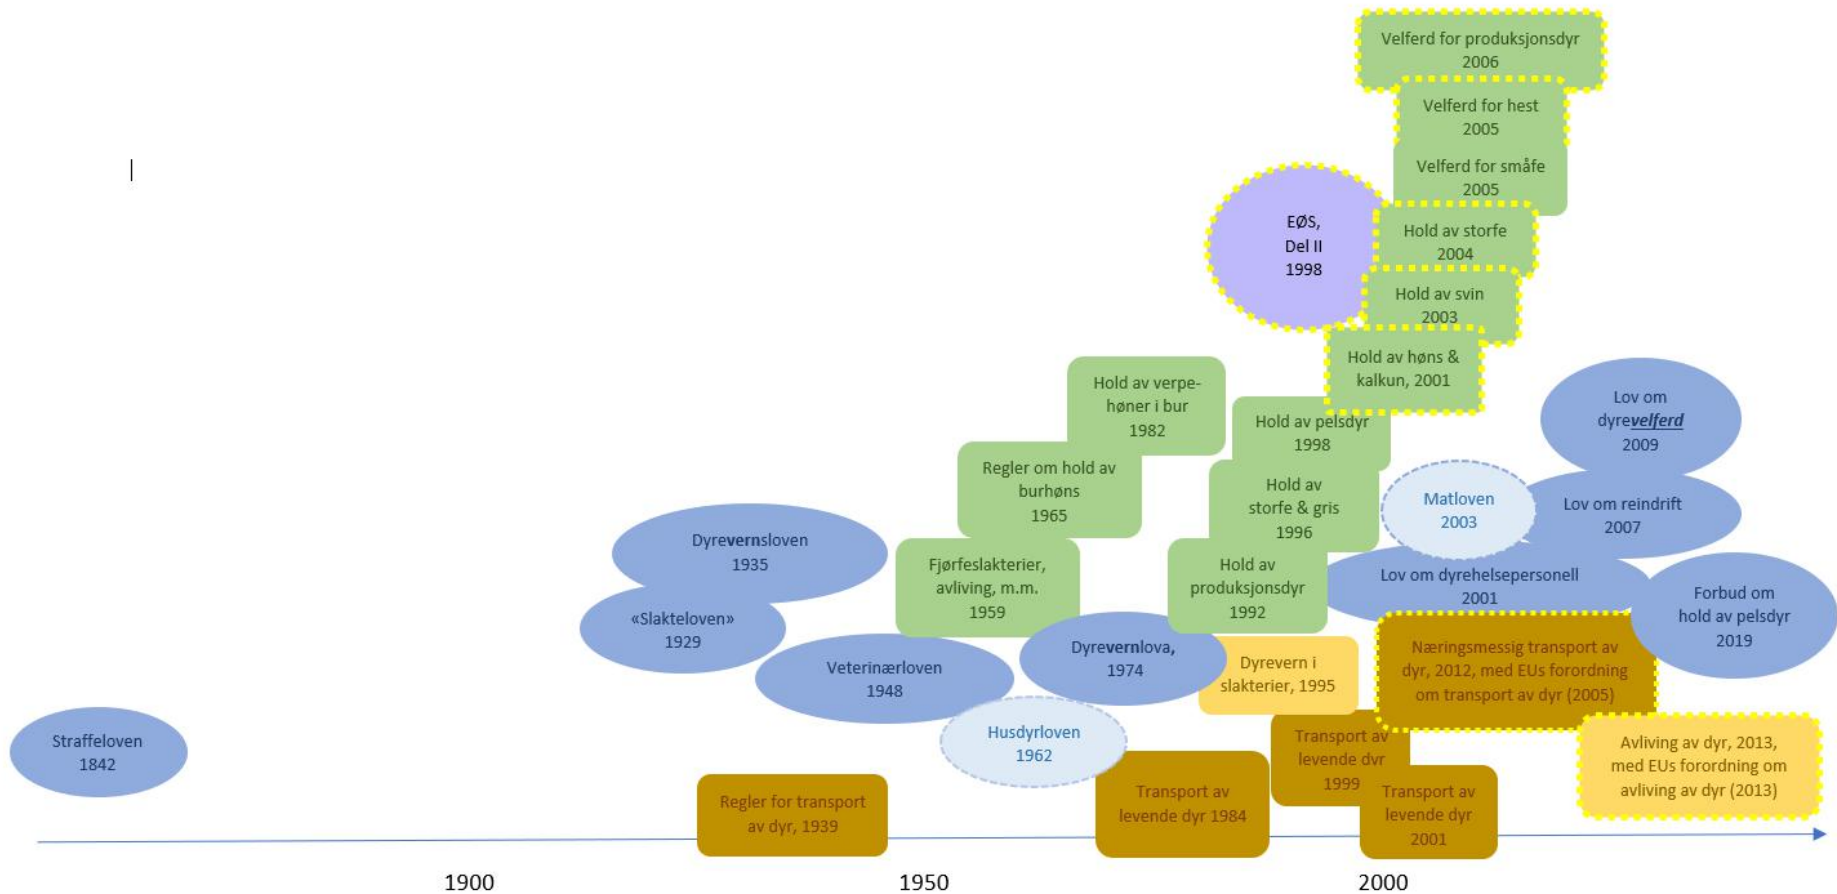 Velferd for produksjonsdyr
2006
Velferd for hest
2005
Velferd for småfe
2005
EØS,
Del II
1998
Hold av storfe
2004
Hold av svin
2003
Hold av høns &
kalkun, 2001
Hold av verpe-
høner i bur
1982
Hold av pelsdyr
1998
Lov om
dyrevelferd
2009
Regler om hold av
burhøns
1965
Hold av
storfe & gris
1996
Matloven
2003
Lov om reindrift
2007
Dyrevernsloven
1935
Fjørfeslakterier,
avliving, m.m.
1959
Hold av
produksjonsdyr
1992
Lov om dyrehelsepersonell
2001
Forbud om
hold av pelsdyr
2019
«Slakteloven»
1929
Veterinærloven
1948
Dyrevernlova,
1974
Dyrevern i
slakterier, 1995
Næringsmessig transport av
dyr, 2012, med EUs forordning
om transport av dyr (2005)
Straffeloven
1842
Husdyrloven
1962
Transport av
levende dyr
1999
Avliving av dyr, 2013,
med EUs forordning om
avliving av dyr (2013)
Regler for transport
av dyr, 1939
Transport av
levende dyr 1984
Transport av
levende dyr
2001
1900
1950
2000